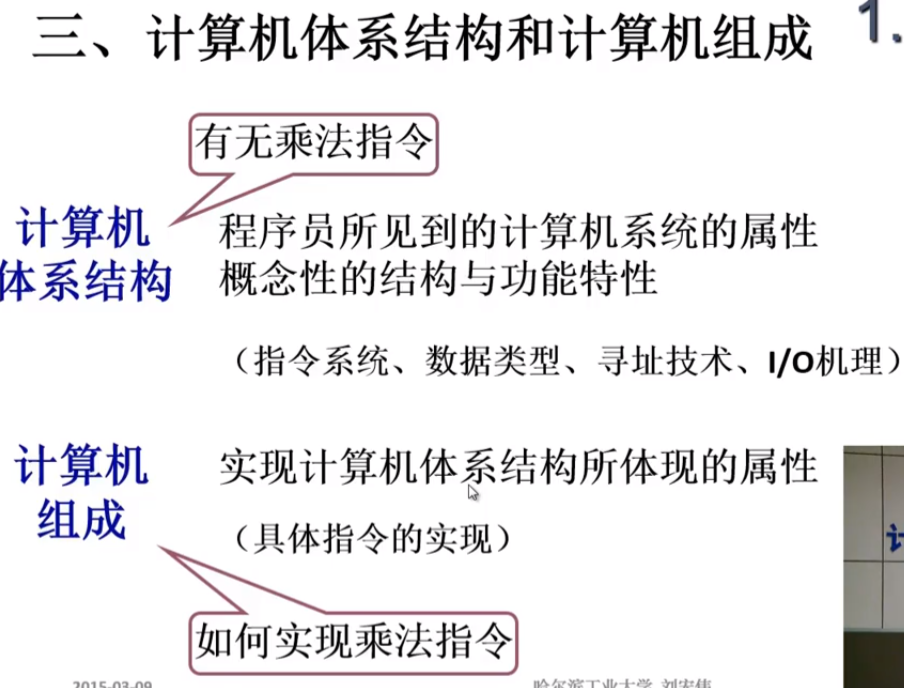 三、计算机体系结构和计算机组成
1.
有无乘法指令
计算机
体系结构
程序员所见到的计算机系统的属性
概念性的结构与功能特性
（指令系统、数据类型、寻址技术、I/O机理）
计算机
组成
实现计算机体系结构所体现的属性
（具体指令的实现）
如何实现乘法指令
2015-03-09
哈尔滨工业大学 刘宏伟